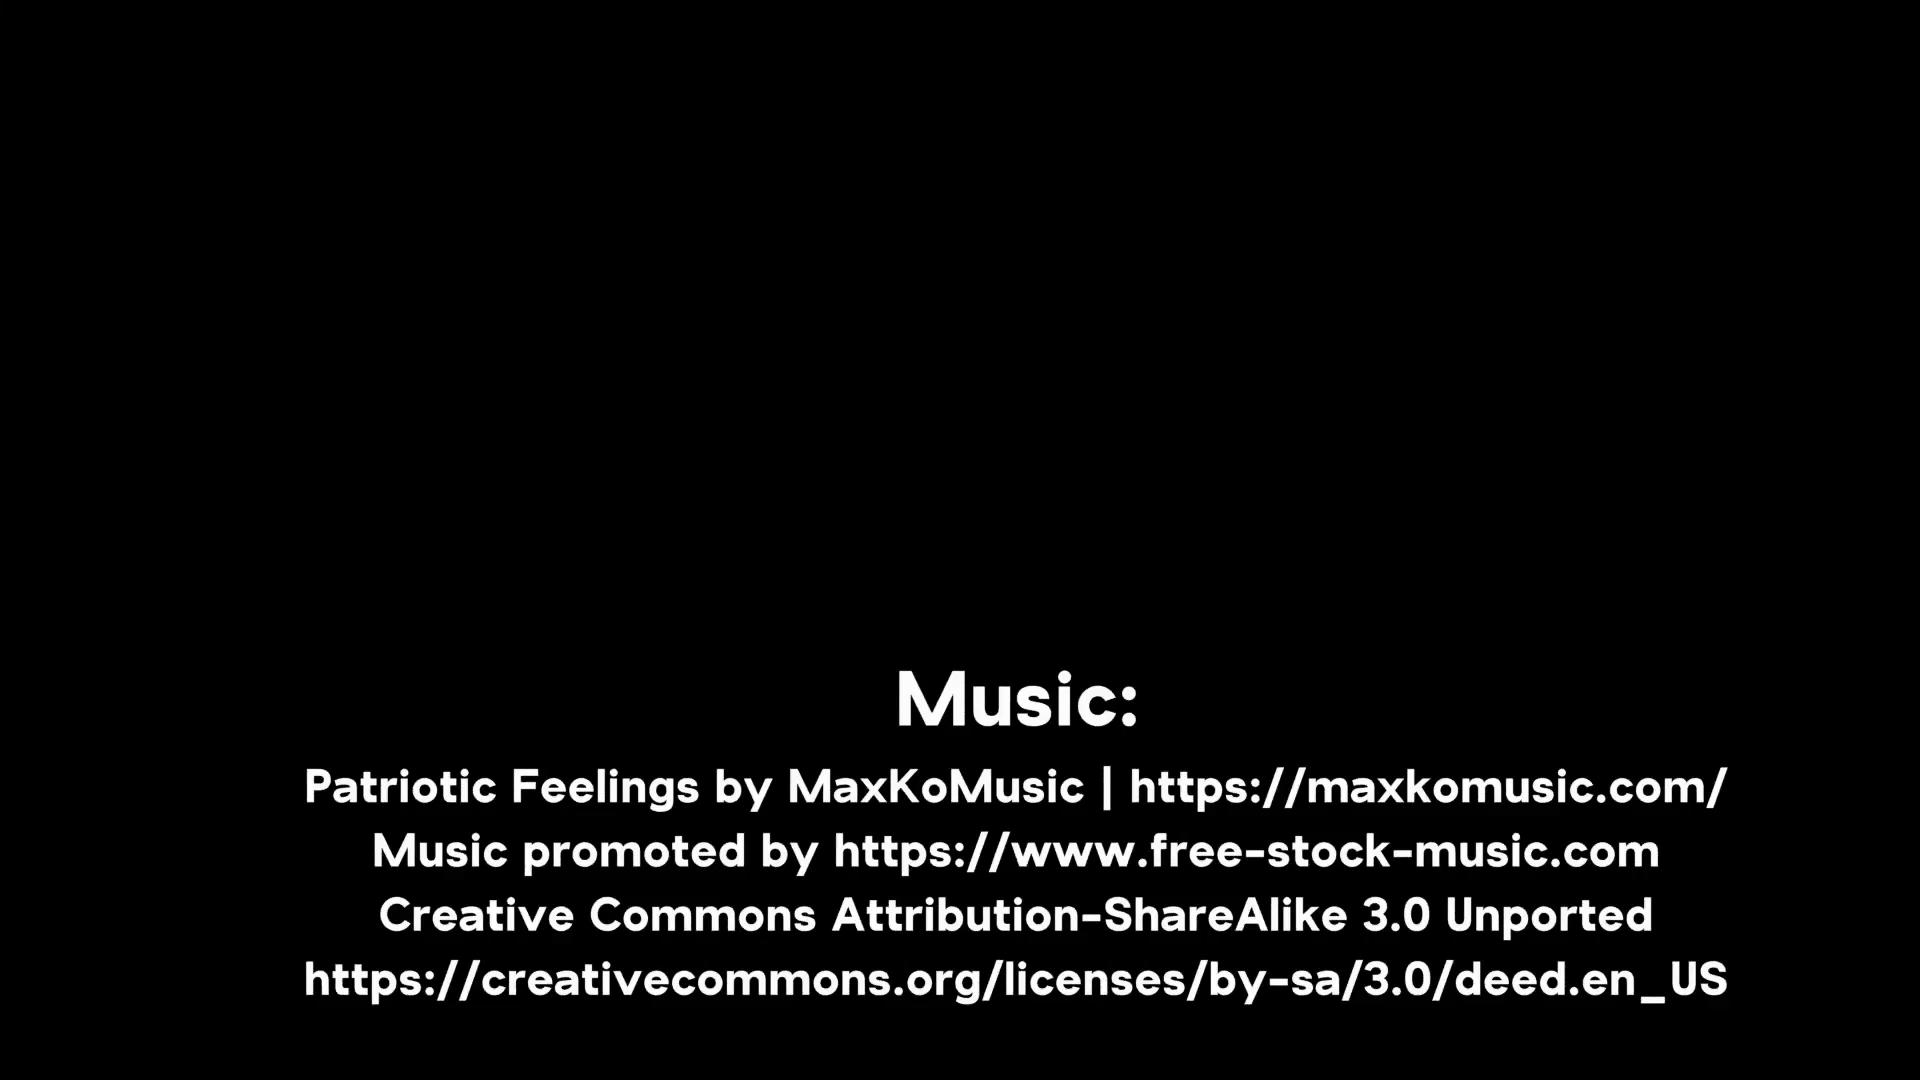 Music:
Patriotic Feelings by MaxKoMusic | https://maxkomusic.com/
Music promoted by https://www.free-stock-music.com
Creative Commons Attribution-ShareAlike 3.0 Unported
https://creativecommons.org/licenses/by-sa/3.0/deed.en_US